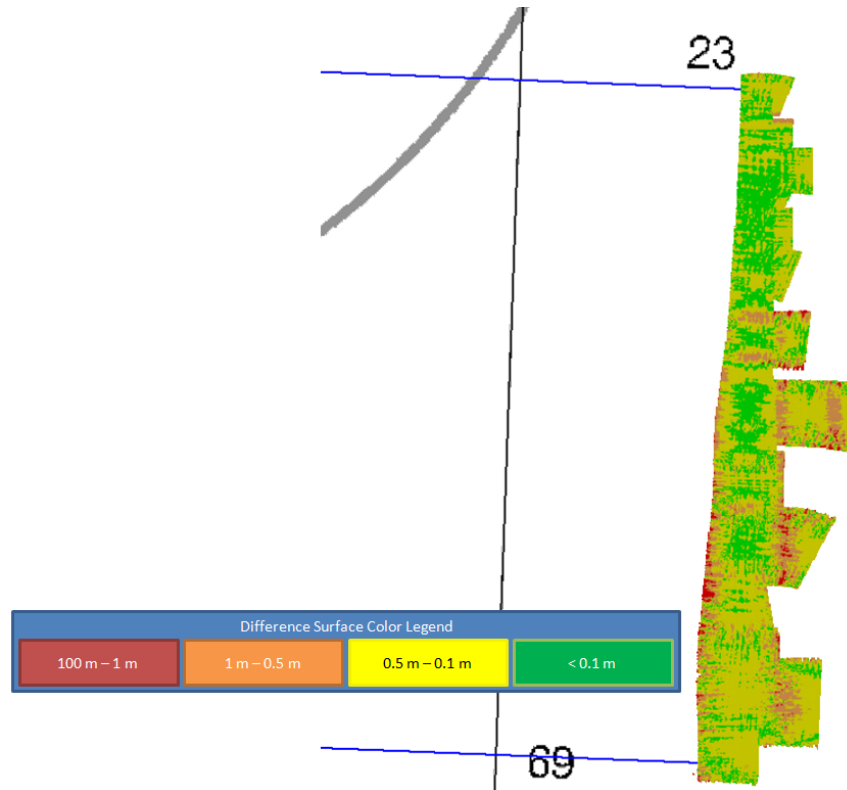 23
Difference Surface Color Legend
100 m – 1 m
1 m – 0.5 m
0.5 m – 0.1 m
< 0.1 m
69